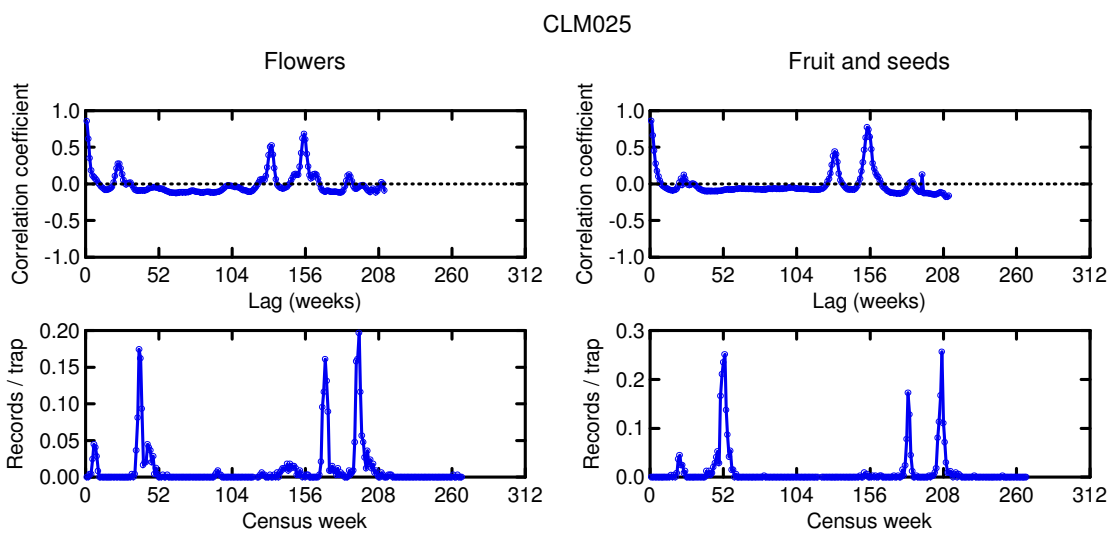 CLM025
Flowers
Fruit and seeds
Correlation coefficient
1.0
0.5
0.0
-0.5
-1.0
0 52 104 156 208 260 312
Lag (weeks)
Correlation coefficient
1.0
0.5
0.0
-0.5
-1.0
0 52 104 156 208 260 312
Lag (weeks)
Records / trap
0.20
0.15
0.10
0.05
0.00
0 52 104 156 208 260 312
Census week
Records / trap
0.3
0.2
0.1
0.0
0 52 104 156 208 260 312
Census week